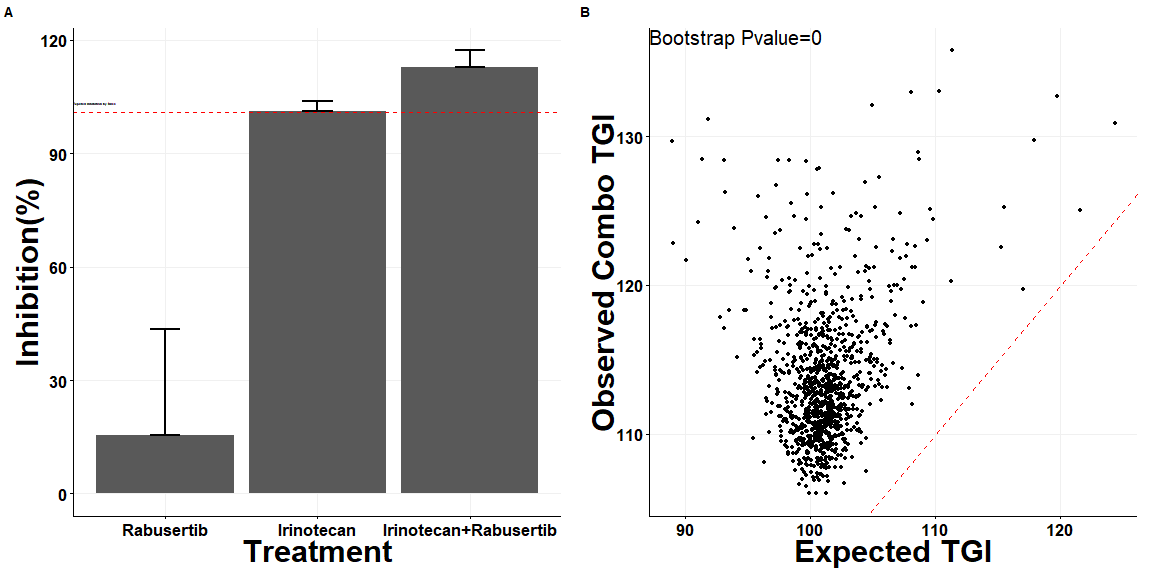 A
B
120
90
60
30
0
Inhibition(%)
Rabusertib
Irinotecan
Irinotecan+Rabusertib
Treatment
Bootstrap Pvalue=0
130
120
110
Observed Combo TGI
90
100
110
120
Expected TGI